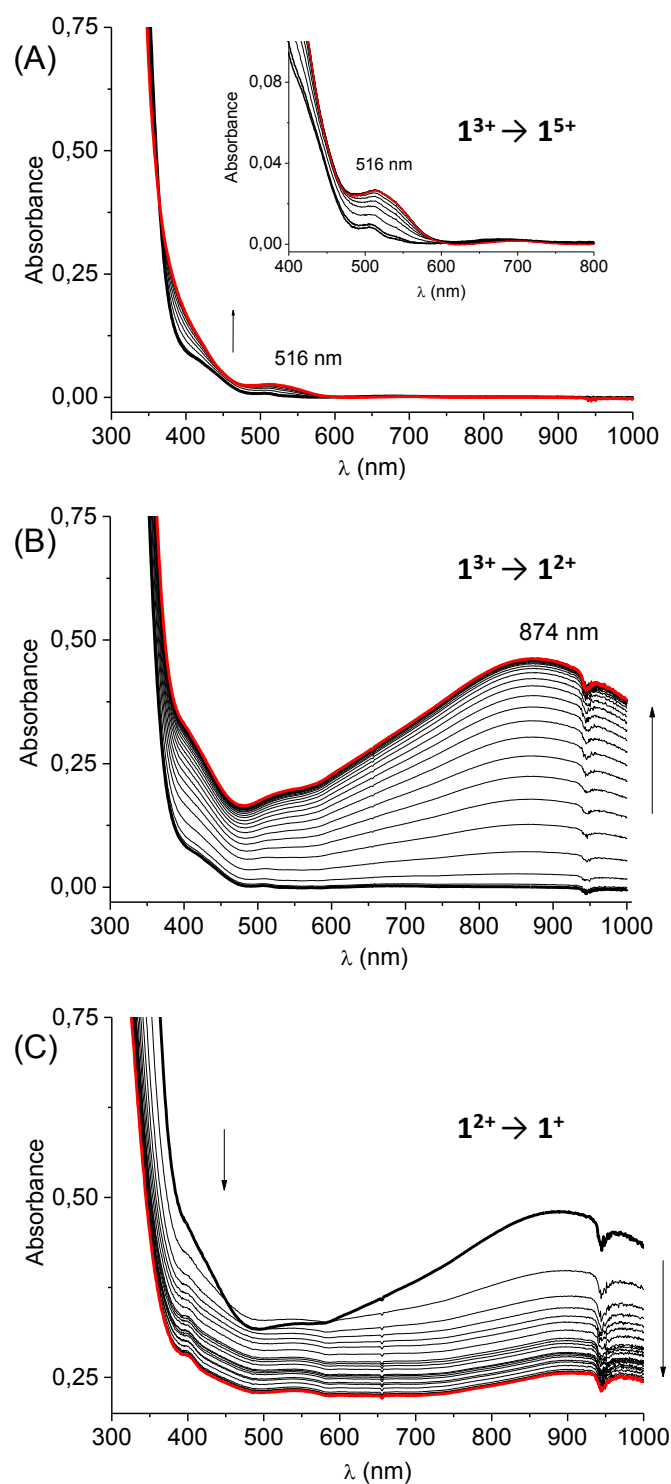 (A)
0,75
0,50
0,25
0,00
Absorbance
300 400 500 600 700 800 900 1000
λ (nm)
516 nm
0,08
0,04
0,00
Absorbance
516 nm
1³⁺ → 1⁵⁺
400 500 600 700 800
λ (nm)
(B)
0,75
0,50
0,25
0,00
Absorbance
1³⁺ → 1²⁺
874 nm
300 400 500 600 700 800 900 1000
λ (nm)
(C)
0,75
0,50
0,25
Absorbance
1²⁺ → 1⁺
300 400 500 600 700 800 900 1000
λ (nm)